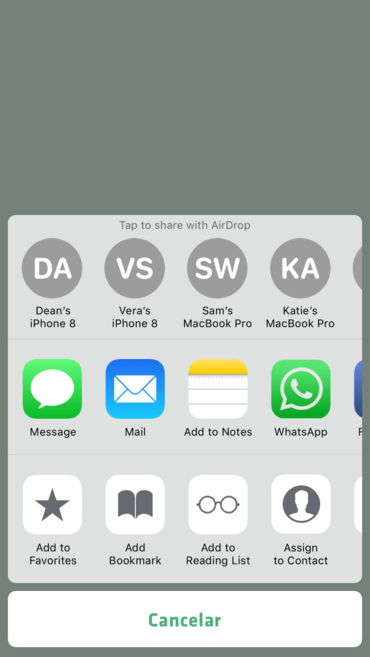 Tap to share with AirDrop
DA VS SW KA
Dean's Vera's Sam's Katie's
iPhone 8 iPhone 8 MacBook Pro MacBook Pro
Message Mail Add to Notes WhatsApp F
Add to Add Add to Assign
Favorites Bookmark Reading List to Contact
Cancelar